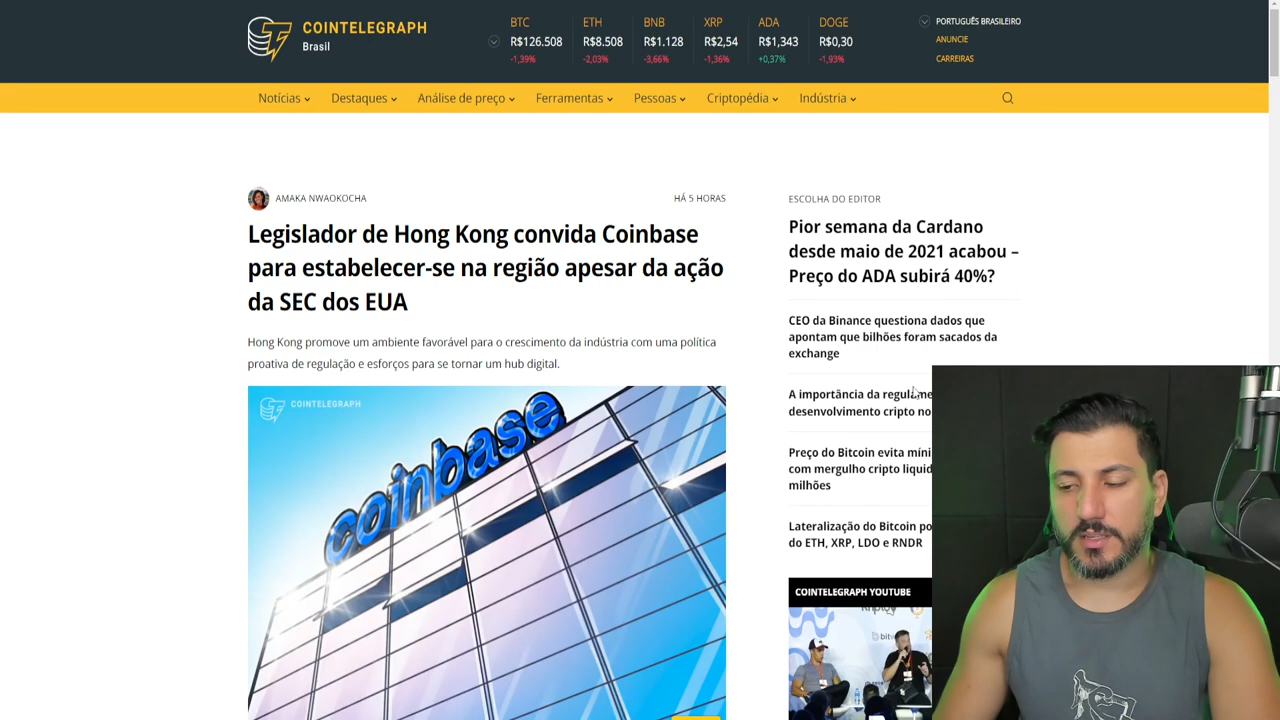 COINTELEGRAPH
Brasil
BTC
R$126.508
-1,39%
ETH
R$8.508
-2,03%
BNB
R$1.128
-3,66%
XRP
R$2,54
-1,36%
ADA
R$1,343
+0,37%
DOGE
R$0,30
-1,93%
PORTUGUÊS BRASILEIRO
ANUNCIE
CARREIRAS
Notícias
Destaques
Análise de preço
Ferramentas
Pessoas
Criptopédia
Indústria
AMAKA NWAOKOCHA
HÁ 5 HORAS
Legislador de Hong Kong convida Coinbase
para estabelecer-se na região apesar da ação
da SEC dos EUA
Hong Kong promove um ambiente favorável para o crescimento da indústria com uma política
proativa de regulação e esforços para se tornar um hub digital.
COINTELEGRAPH
coinbase
ESCOLHA DO EDITOR
Pior semana da Cardano
desde maio de 2021 acabou –
Preço do ADA subirá 40%?
CEO da Binance questiona dados que
apontam que bilhões foram sacados da
exchange
A importância da regulame
desenvolvimento cripto no
Preço do Bitcoin evita míni
com mergulho cripto liquid
milhões
Lateralização do Bitcoin po
do ETH, XRP, LDO e RNDR
COINTELEGRAPH YOUTUBE